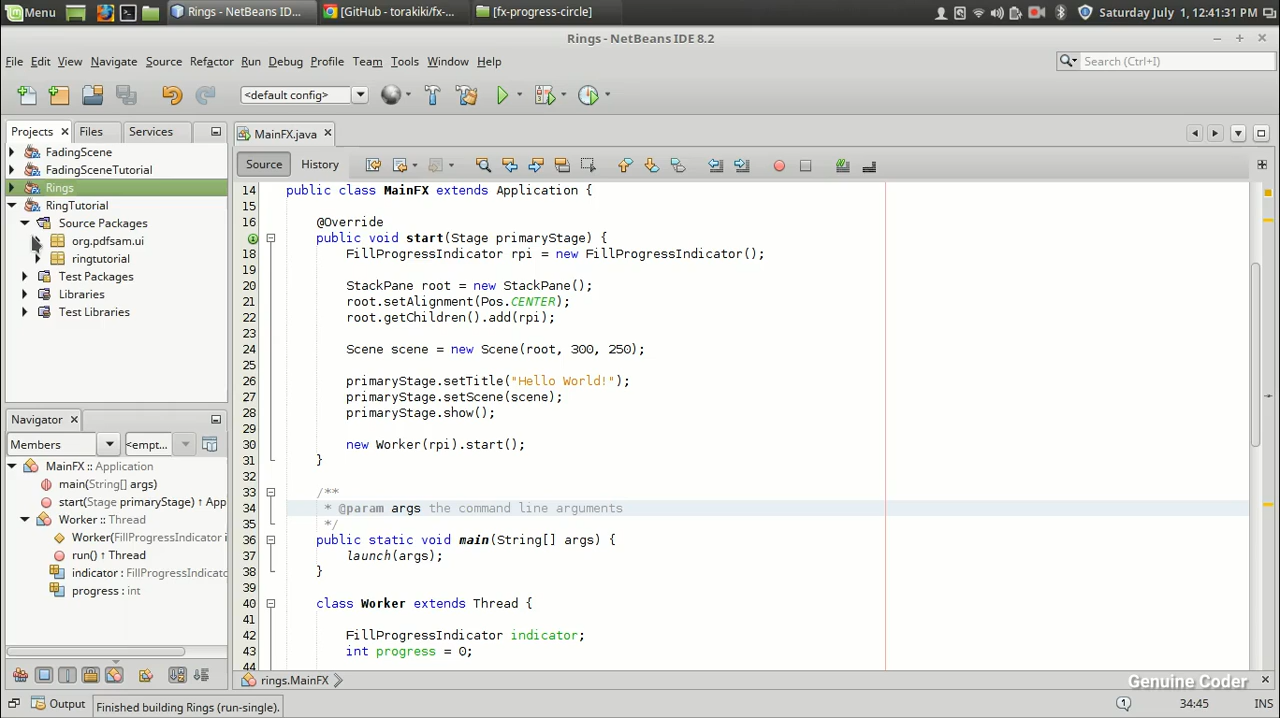 Menu
Rings - NetBeans ID...
[GitHub - torakiki/fx-...
[fx-progress-circle]
Saturday July 1, 12:41:31 PM
Rings - NetBeans IDE 8.2
File Edit View Navigate Source Refactor Run Debug Profile Team Tools Window Help
Search (Ctrl+I)
<default config>
Projects Files Services
FadingScene
FadingSceneTutorial
Rings
RingTutorial
Source Packages
org.pdfsam.ui
ringtutorial
Test Packages
Libraries
Test Libraries
Navigator
Members <empt...
MainFX :: Application
main(String[] args)
start(Stage primaryStage) ↑ App
Worker :: Thread
Worker(FillProgressIndicator i
run() ↑ Thread
indicator : FillProgressIndicato
progress : int
MainFX.java
Source History
14 public class MainFX extends Application {
15
16 @Override
public void start(Stage primaryStage) {
18 FillProgressIndicator rpi = new FillProgressIndicator();
19
20 StackPane root = new StackPane();
21 root.setAlignment(Pos.CENTER);
22 root.getChildren().add(rpi);
23
24 Scene scene = new Scene(root, 300, 250);
25
26 primaryStage.setTitle("Hello World!");
27 primaryStage.setScene(scene);
28 primaryStage.show();
29
30 new Worker(rpi).start();
31 }
32
33 /**
34 * @param args the command line arguments
35 */
36 public static void main(String[] args) {
37 launch(args);
38 }
39
40 class Worker extends Thread {
41
42 FillProgressIndicator indicator;
43 int progress = 0;
44
rings.MainFX
Genuine Coder
Output
Finished building Rings (run-single).
1
34:45
INS